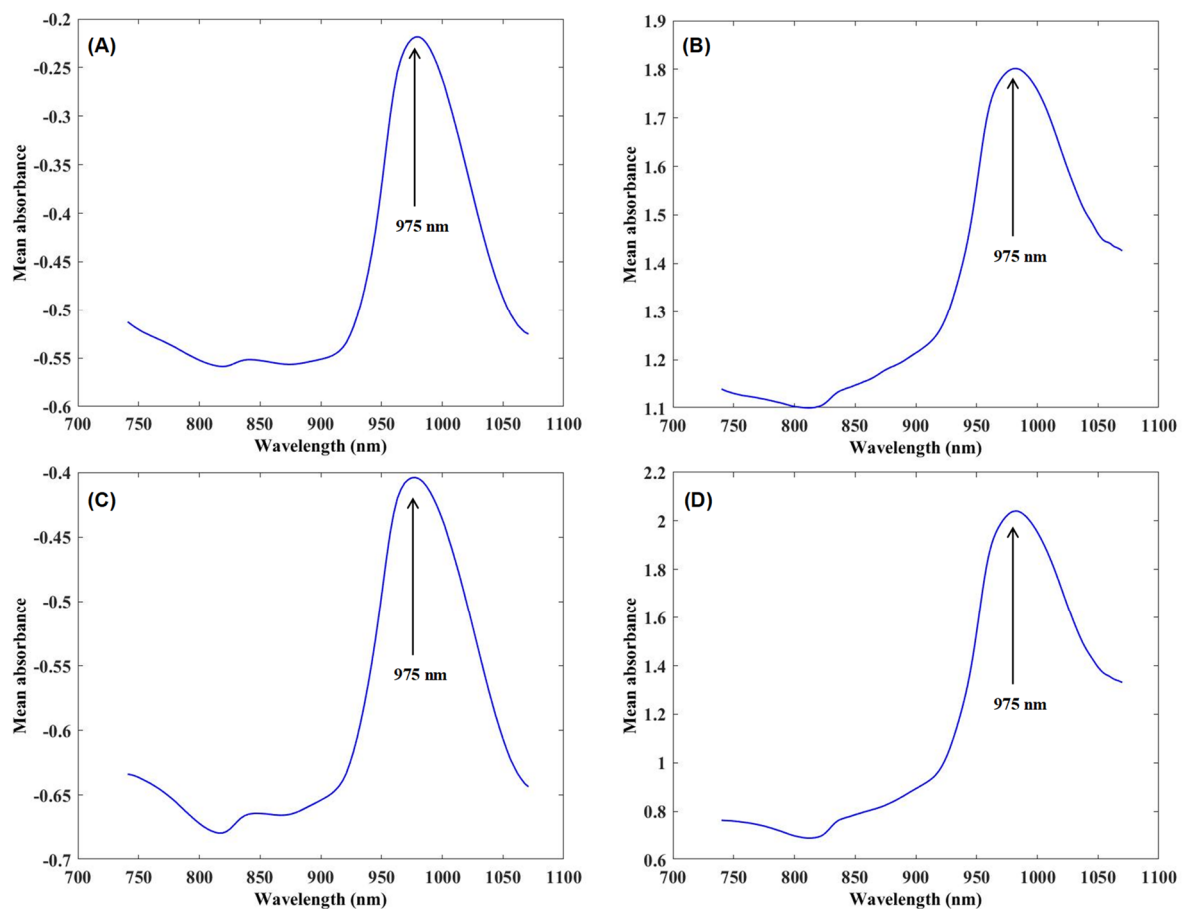 (A)
-0.2
-0.25
-0.3
-0.35
-0.4
-0.45
-0.5
-0.55
-0.6
Mean absorbance
975 nm
700 750 800 850 900 950 1000 1050 1100
Wavelength (nm)
(B)
1.9
1.8
1.7
1.6
1.5
1.4
1.3
1.2
1.1
Mean absorbance
975 nm
700 750 800 850 900 950 1000 1050 1100
Wavelength (nm)
(C)
-0.4
-0.45
-0.5
-0.55
-0.6
-0.65
-0.7
Mean absorbance
975 nm
700 750 800 850 900 950 1000 1050 1100
Wavelength (nm)
(D)
2.2
2
1.8
1.6
1.4
1.2
1
0.8
0.6
Mean absorbance
975 nm
700 750 800 850 900 950 1000 1050 1100
Wavelength (nm)